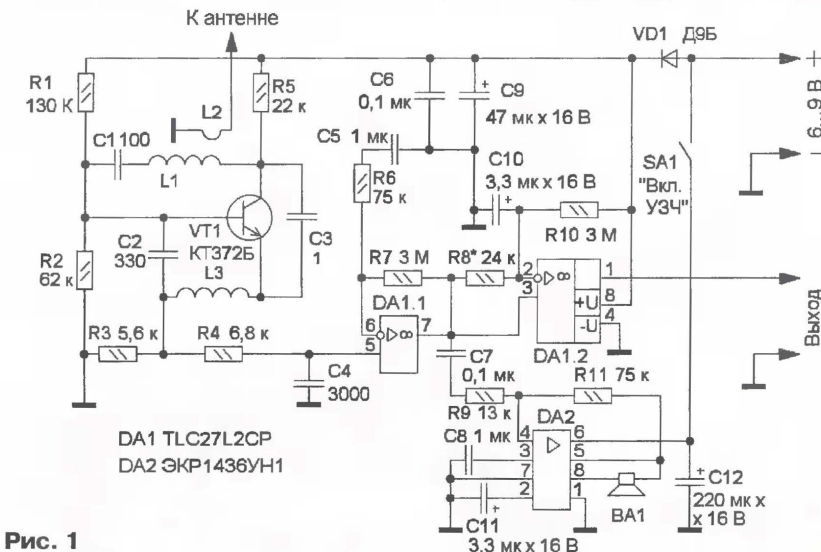 К антенне
VD1 Д9Б
R1
130 К
R5
22 к
L2
C6
0,1 мк
C9
47 мк х 16 В
+
6...9 В
−
C1 100
L1
C5 1 мк
R6
75 к
C10
3,3 мк х 16 В
SA1
"Вкл.
УЗЧ"
VT1
КТ372Б
C3
1
R2
62 к
C2
330
L3
R7 3 М
R8* 24 к
R10 3 М
2
3
∞
1
+U
8
-U
4
DA1.1
6
5
∞
7
DA1.2
Выход
R3 5,6 к
R4 6,8 к
C4
3000
C7
0,1 мк
R9 13 к
R11 75 к
DA2
DA1 TLC27L2CP
DA2 ЭКР1436УН1
C8 1 мк
4
3
7
2
6
5
8
1
BA1
C12
220 мк х
х 16 В
C11
3,3 мк х 16 В
Рис. 1